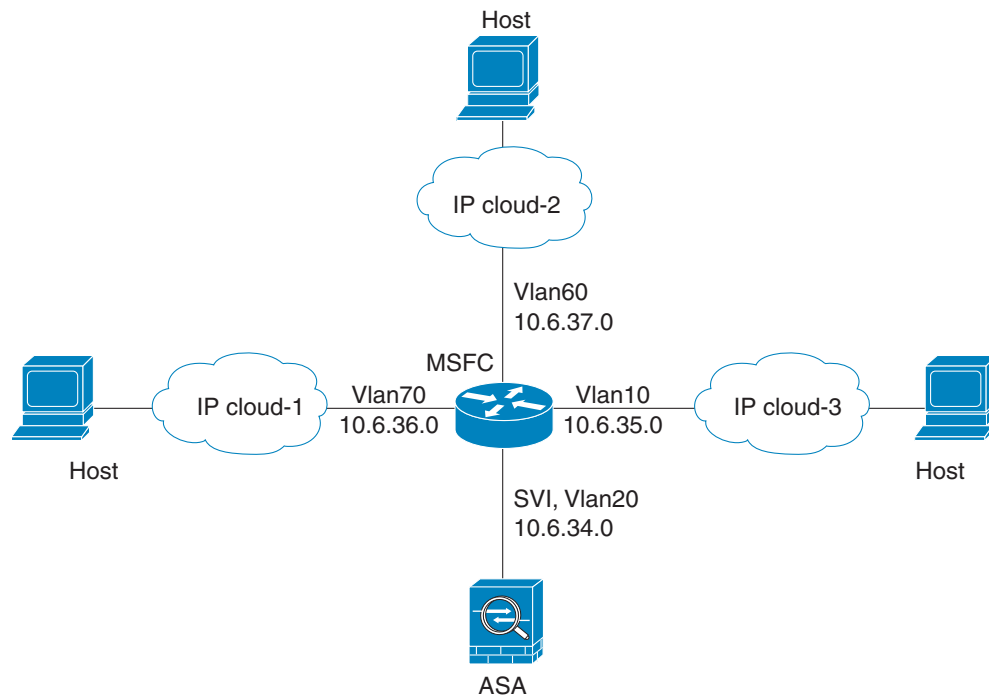 Host
IP cloud-2
Vlan60
10.6.37.0
MSFC
IP cloud-1
Vlan70
10.6.36.0
Vlan10
10.6.35.0
IP cloud-3
Host
Host
SVI, Vlan20
10.6.34.0
ASA